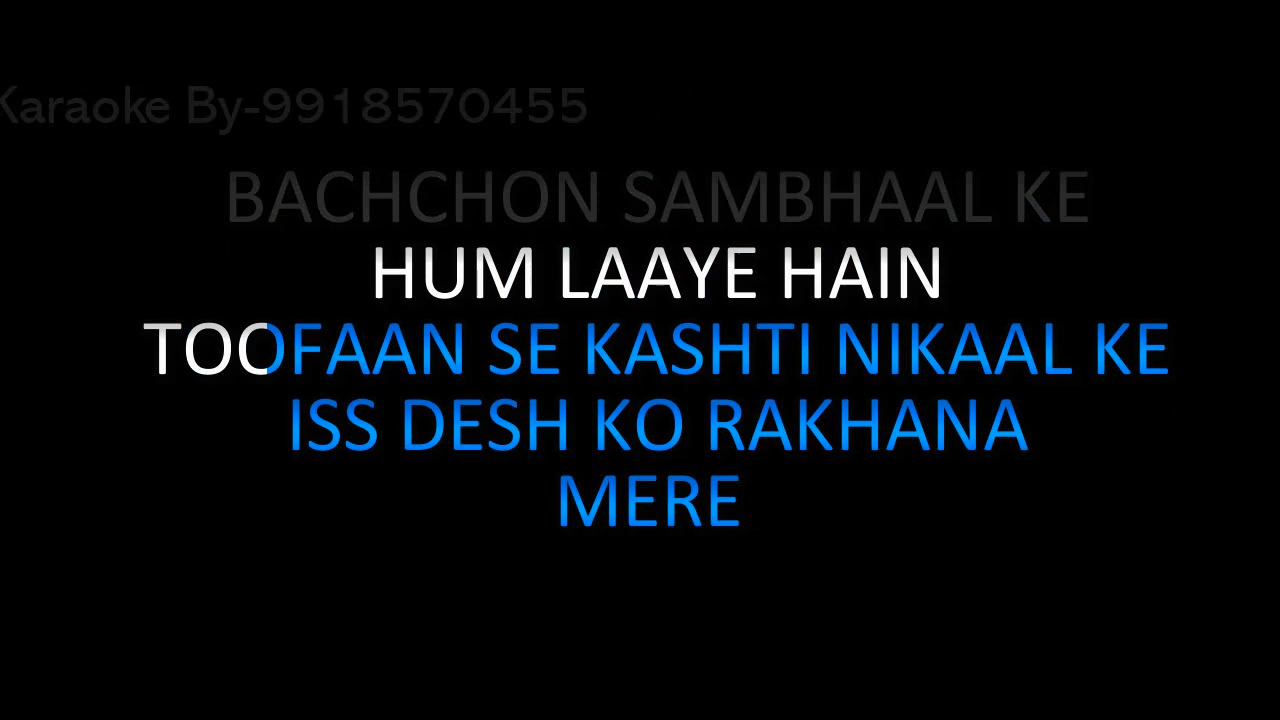 Karaoke By-9918570455
BACHCHON SAMBHAAL KE
HUM LAAYE HAIN
TOOFAAN SE KASHTI NIKAAL KE
ISS DESH KO RAKHANA
MERE